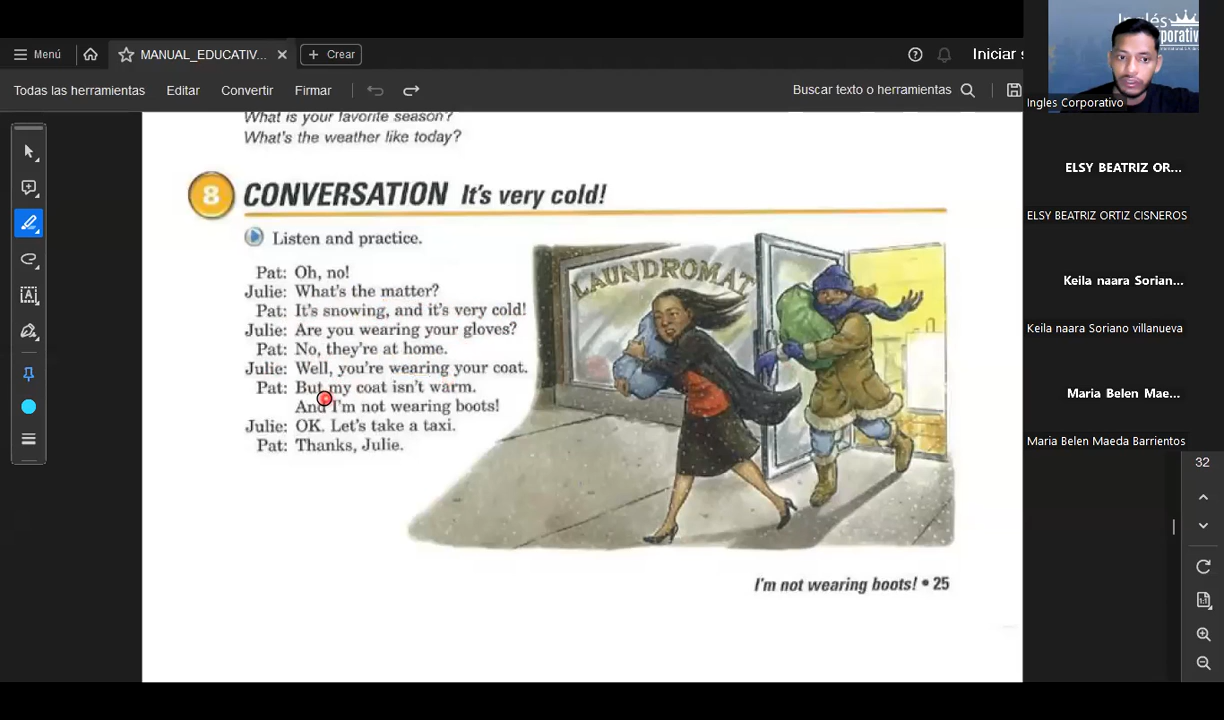 Menú
MANUAL_EDUCATIV...
Crear
Iniciar s
Todas las herramientas
Editar
Convertir
Firmar
Buscar texto o herramientas
What is your favorite season?
What's the weather like today?
8 CONVERSATION It's very cold!
Listen and practice.
Pat: Oh, no!
Julie: What's the matter?
Pat: It's snowing, and it's very cold!
Julie: Are you wearing your gloves?
Pat: No, they're at home.
Julie: Well, you're wearing your coat.
Pat: But my coat isn't warm.
And I'm not wearing boots!
Julie: OK. Let's take a taxi.
Pat: Thanks, Julie.
LAUNDROMAT
I'm not wearing boots! • 25
Inglés
Ingles Corporativo
ELSY BEATRIZ OR...
ELSY BEATRIZ ORTIZ CISNEROS
Keila naara Sorian...
Keila naara Soriano villanueva
Maria Belen Mae...
Maria Belen Maeda Barrientos
32
1:1